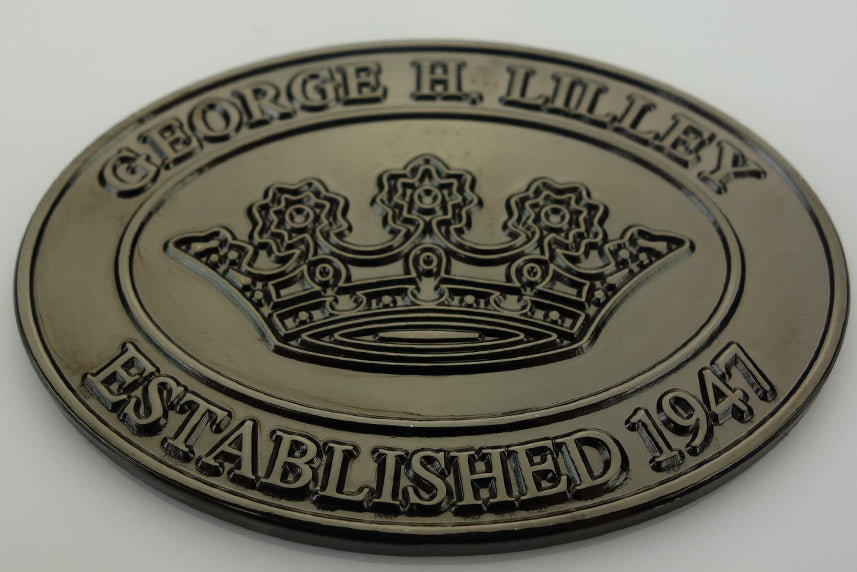 GEORGE H. LILLEY
ESTABLISHED 1947